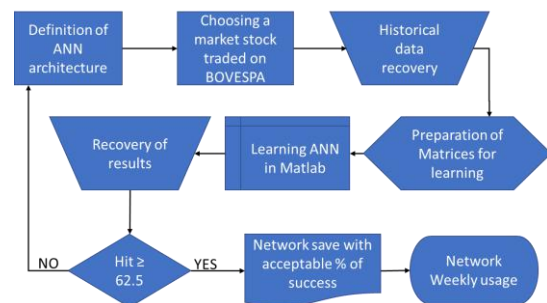 Definition of
ANN
architecture
Choosing a
market stock
traded on
BOVESPA
Historical
data
recovery
Recovery of
results
Learning ANN
in Matlab
Preparation of
Matrices for
learning
NO
Hit ≥
62.5
YES
Network save with
acceptable % of
success
Network
Weekly usage